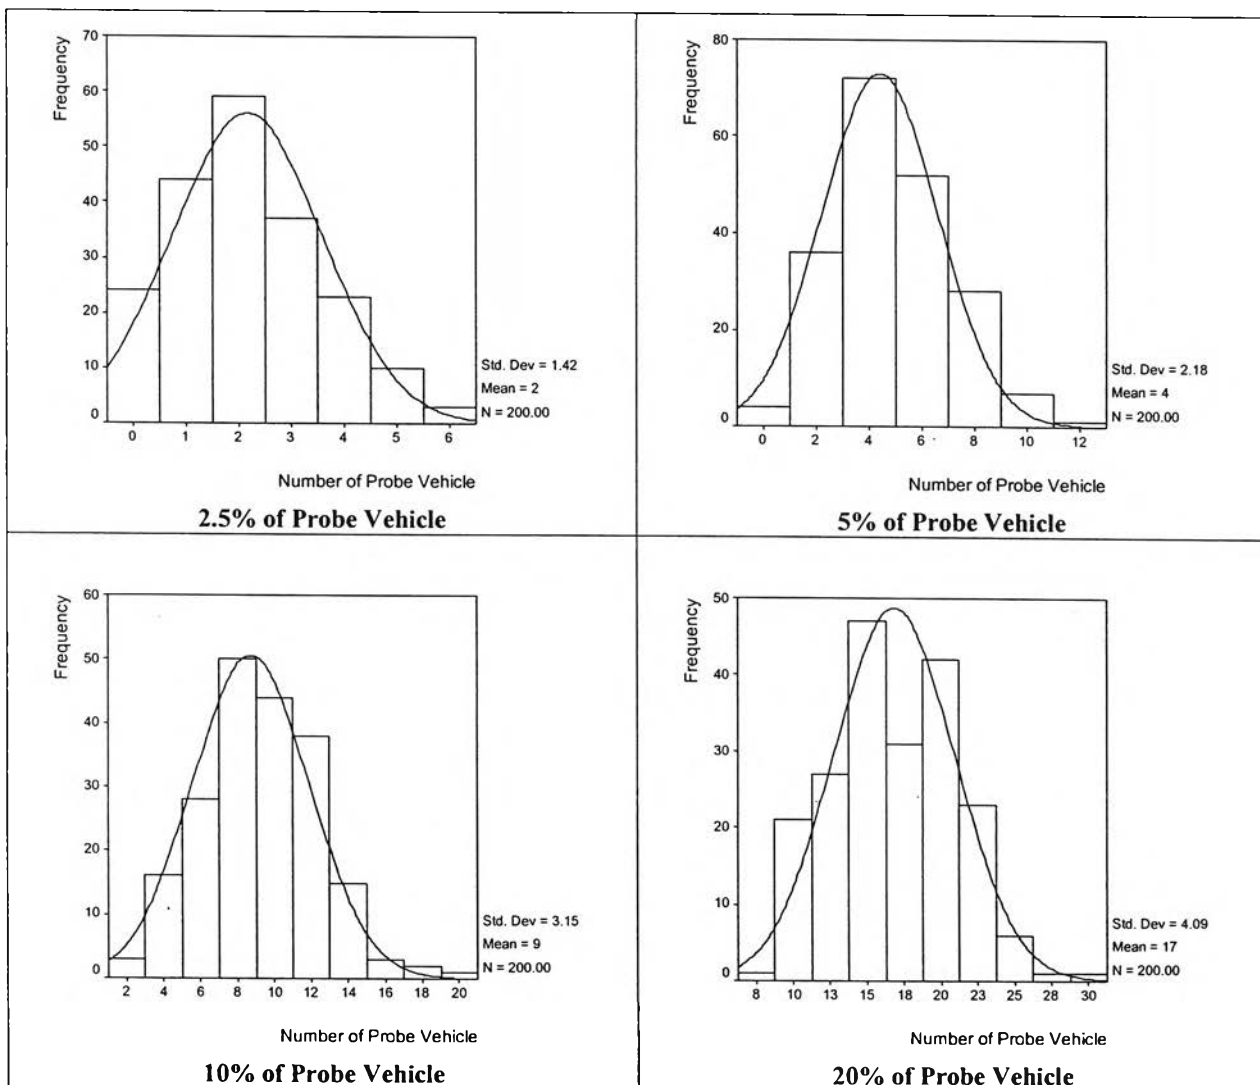 Frequency
70
60
50
40
30
20
10
0
0 1 2 3 4 5 6
Std. Dev = 1.42
Mean = 2
N = 200.00
Number of Probe Vehicle
2.5% of Probe Vehicle
Frequency
80
60
40
20
0
0 2 4 6 8 10 12
Std. Dev = 2.18
Mean = 4
N = 200.00
Number of Probe Vehicle
5% of Probe Vehicle
Frequency
60
50
40
30
20
10
0
2 4 6 8 10 12 14 16 18 20
Std. Dev = 3.15
Mean = 9
N = 200.00
Number of Probe Vehicle
10% of Probe Vehicle
Frequency
50
40
30
20
10
0
8 10 13 15 18 20 23 25 28 30
Std. Dev = 4.09
Mean = 17
N = 200.00
Number of Probe Vehicle
20% of Probe Vehicle